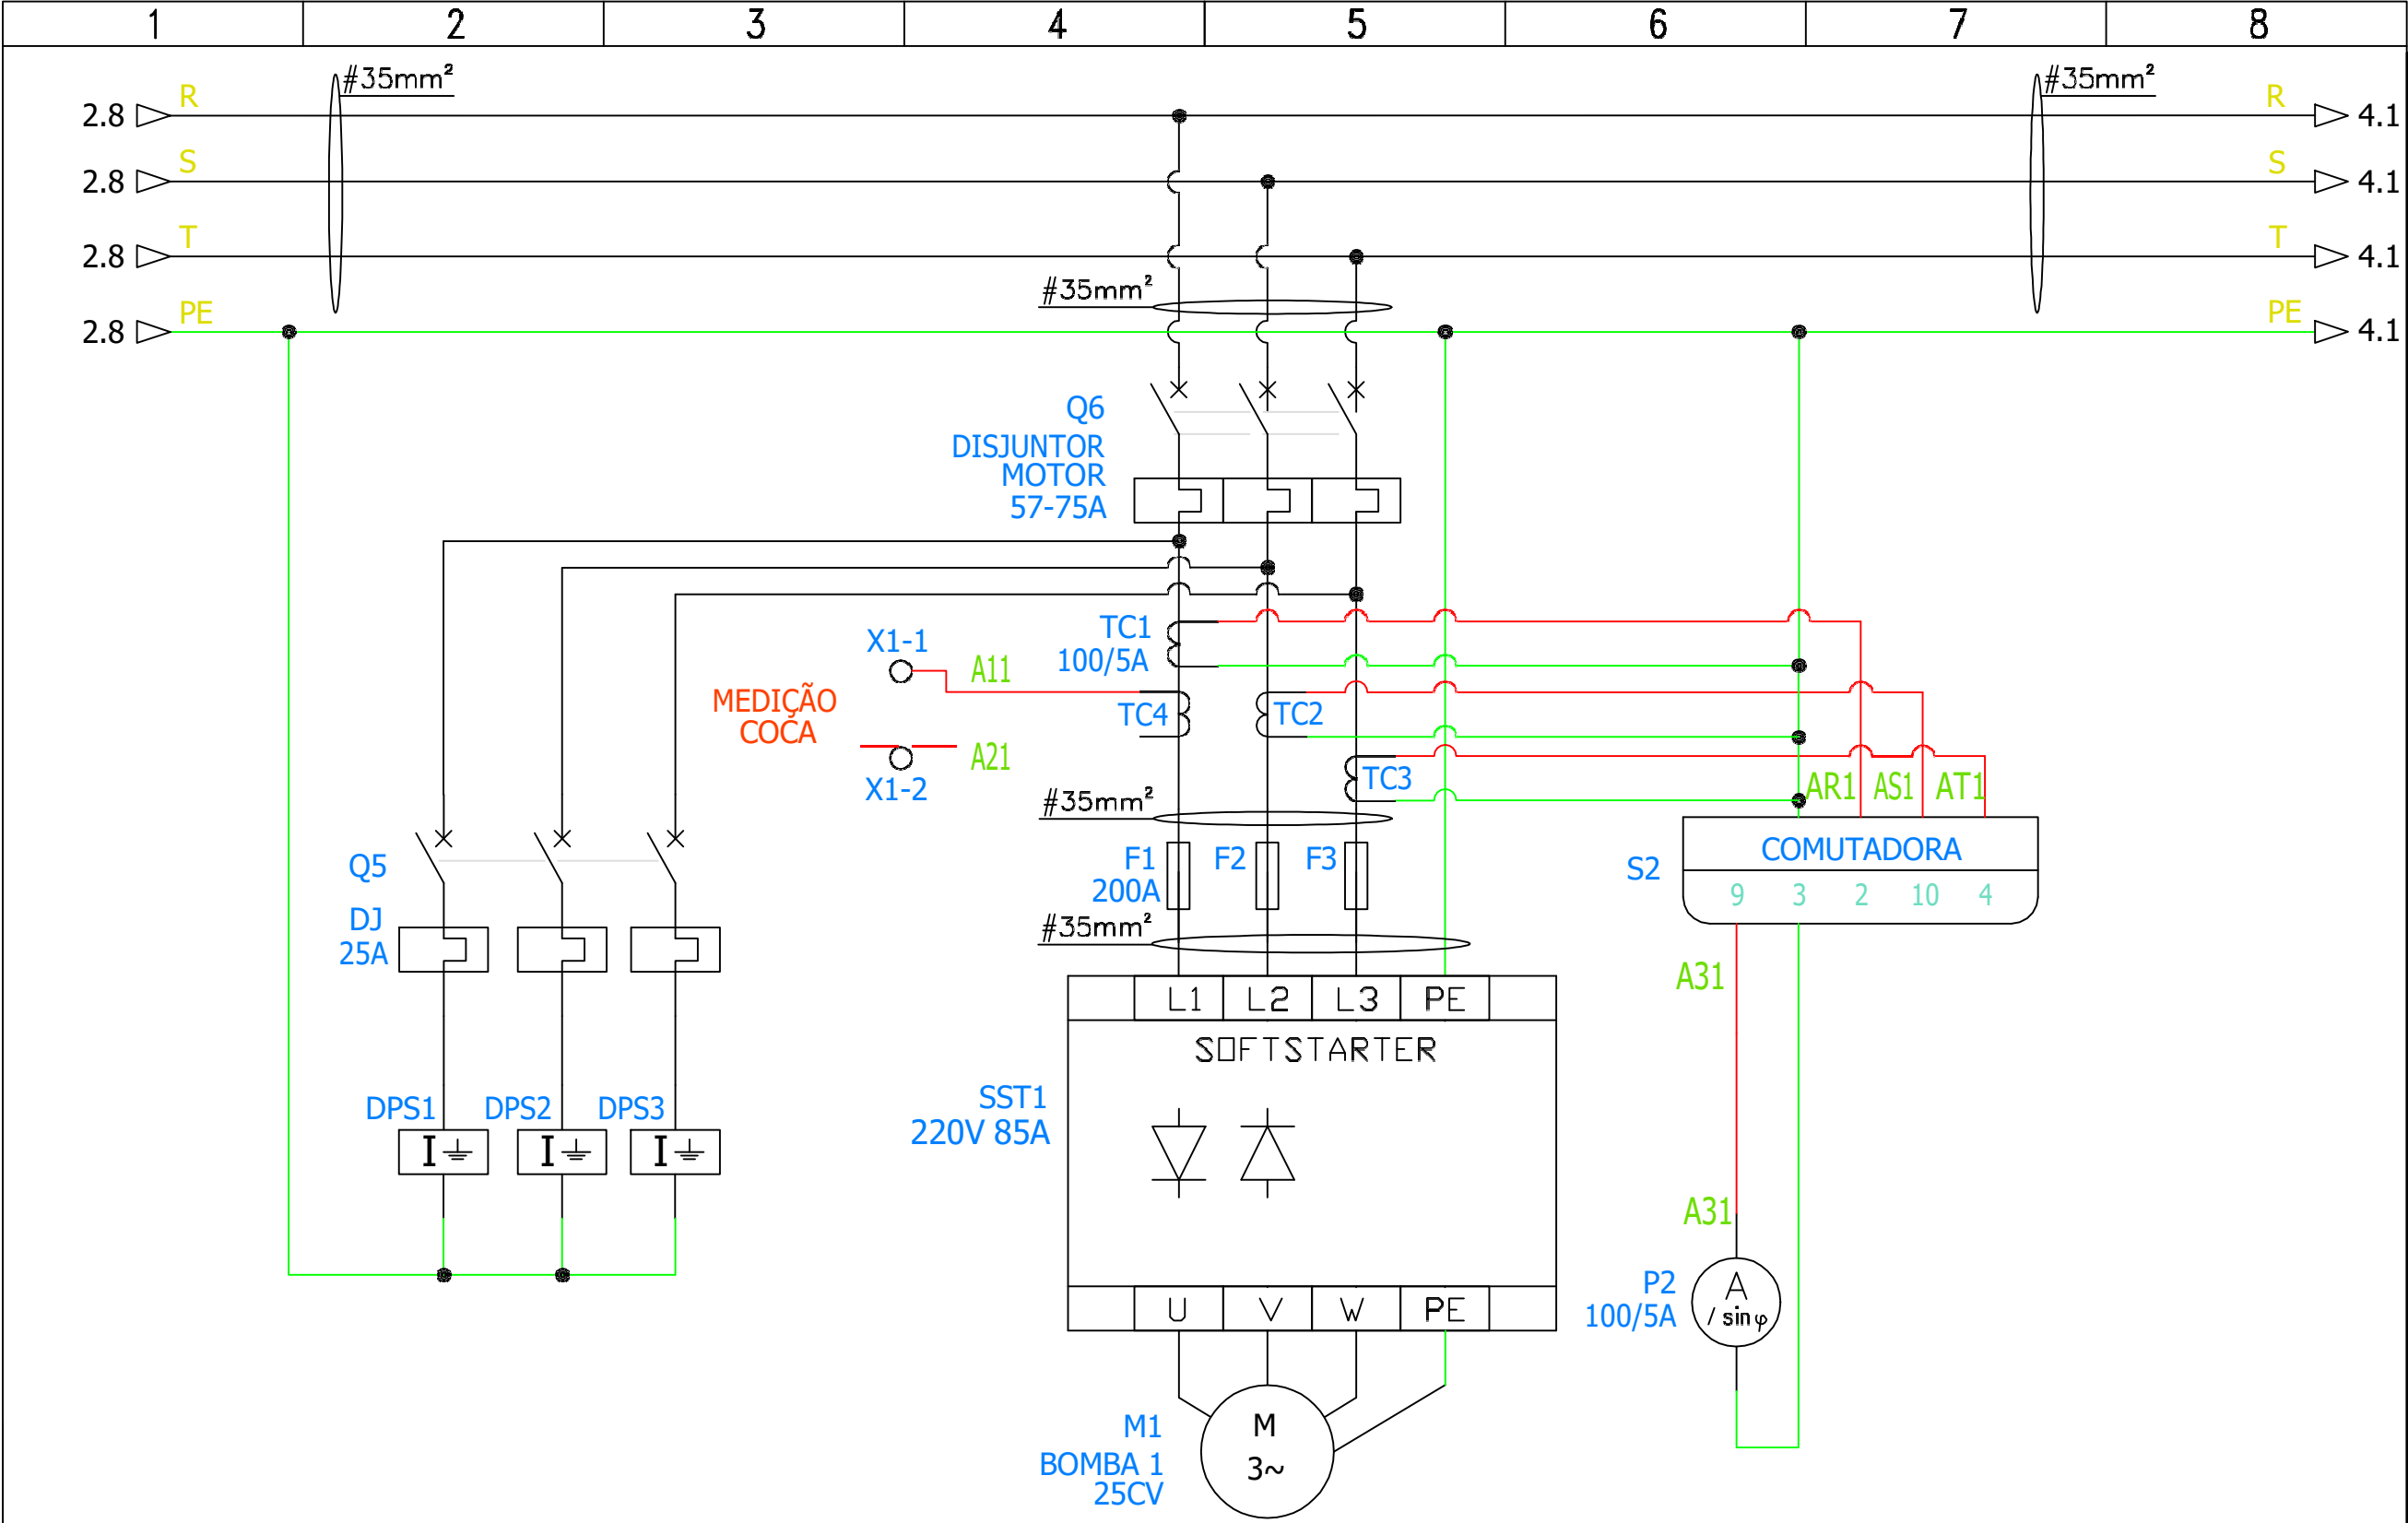 1 2 3 4 5 6 7 8
#35mm² #35mm²
2.8 R R 4.1
2.8 S S 4.1
2.8 T T 4.1
#35mm²
2.8 PE PE 4.1
Q6
DISJUNTOR
MOTOR
57-75A
TC1
100/5A
X1-1
A11
MEDIÇÃO
COCA
TC4
TC2
A21
X1-2
TC3
AR1 AS1 AT1
#35mm²
Q5
DJ
25A
F1
200A
F2
F3
S2
COMUTADORA
9 3 2 10 4
#35mm²
A31
L1 L2 L3 PE
SOFTSTARTER
SST1
220V 85A
DPS1 DPS2 DPS3
I I I
A31
P2
100/5A
A
/ sin φ
U V W PE
M1
BOMBA 1
25CV
M
3~